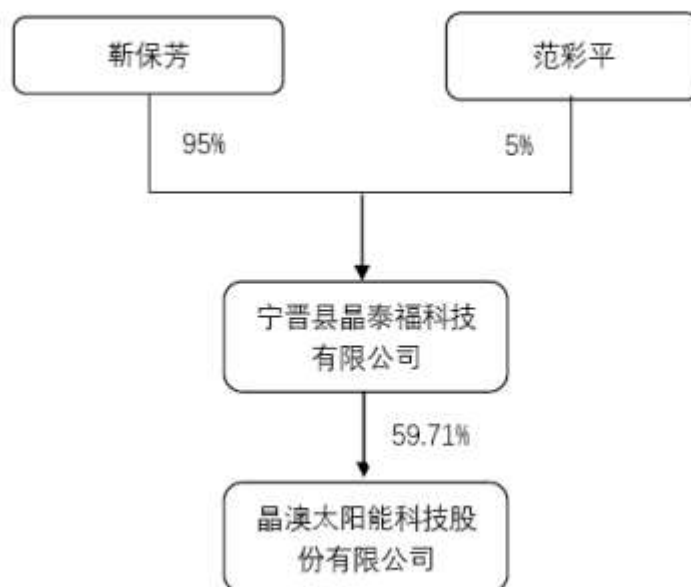 靳保芳
范彩平
95%
5%
宁晋县晶泰福科技
有限公司
59.71%
晶澳太阳能科技股
份有限公司